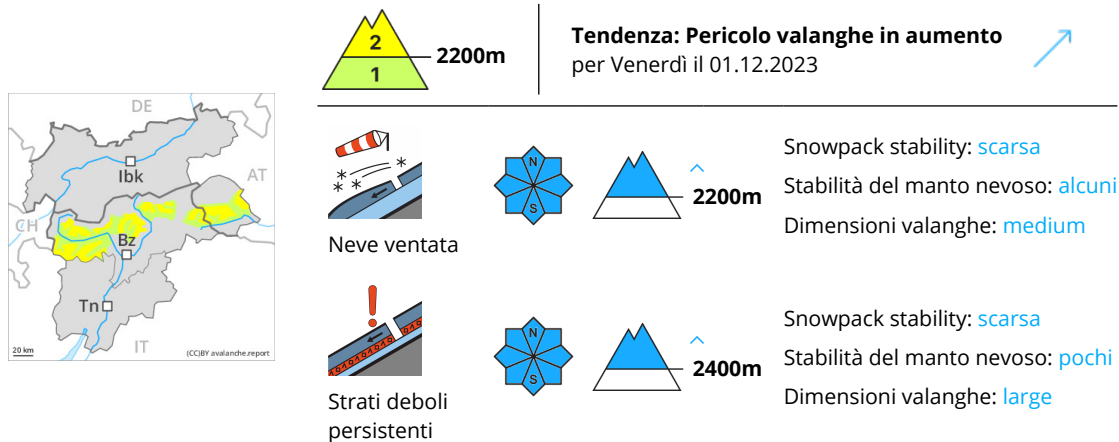 DE
Ibk
AT
CH
Bz
Tn
IT
20 km
(CC)BY avalanche.report
2
1
2200m
Tendenza: Pericolo valanghe in aumento
per Venerdì il 01.12.2023
Neve ventata
N
S
2200m
Snowpack stability: scarsa
Stabilità del manto nevoso: alcuni
Dimensioni valanghe: medium
Strati deboli
persistenti
N
S
2400m
Snowpack stability: scarsa
Stabilità del manto nevoso: pochi
Dimensioni valanghe: large